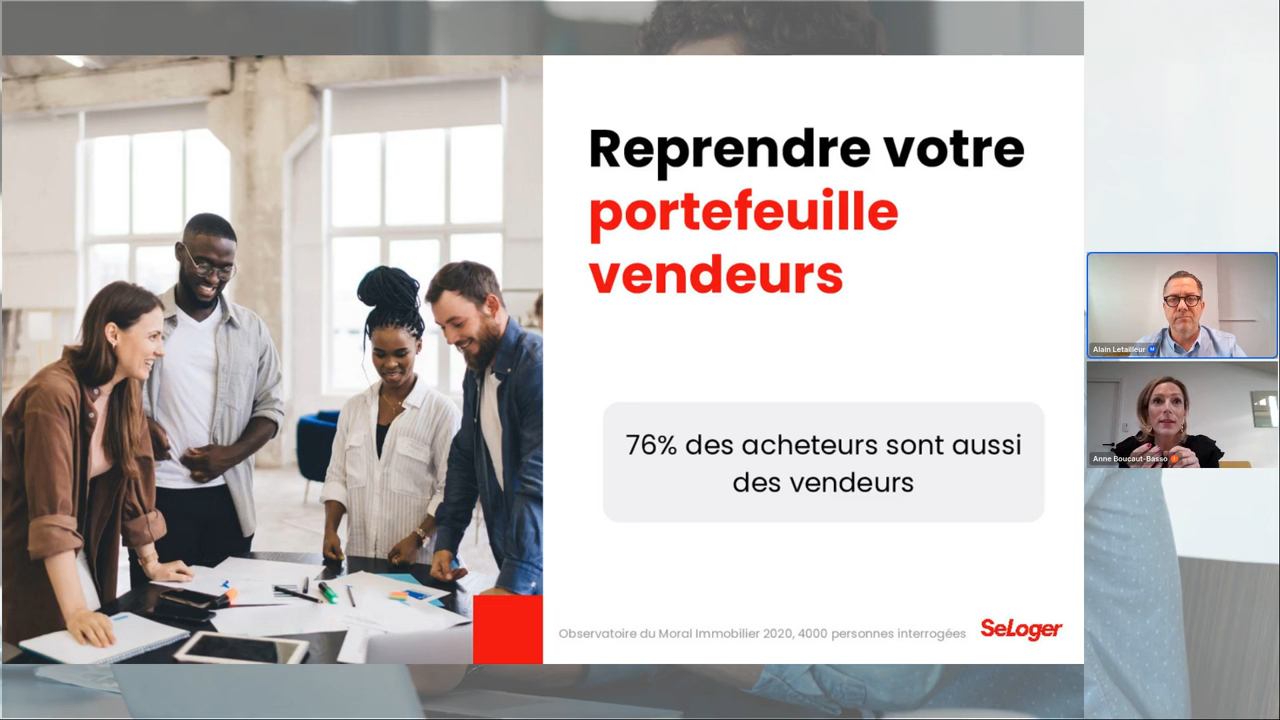 Reprendre votre
portefeuille
vendeurs
76% des acheteurs sont aussi
des vendeurs
Observatoire du Moral Immobilier 2020, 4000 personnes interrogées
SeLoger
Alain Letailleur
Anne Boucaut-Basso